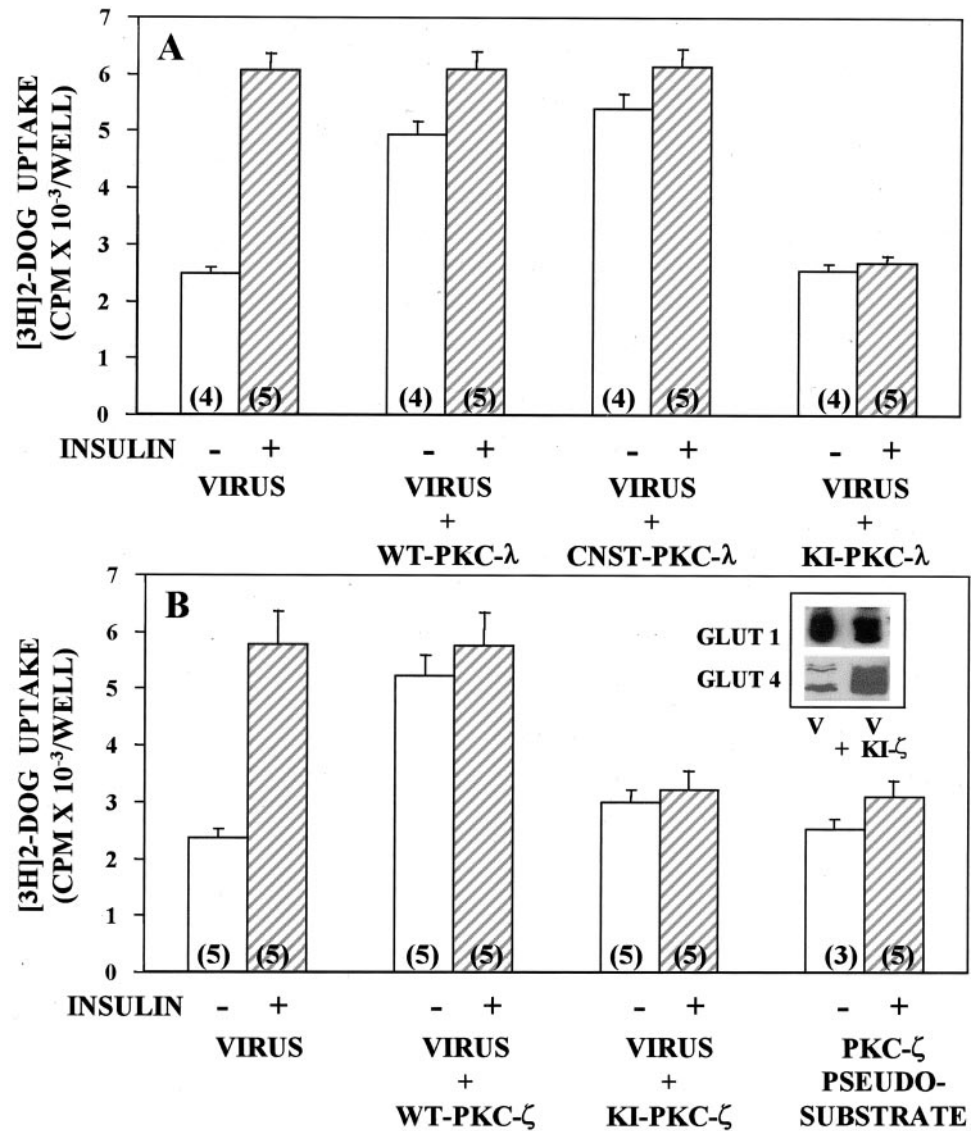 A
[3H]2-DOG UPTAKE
(CPM X 10-3/WELL)
7
6
5
4
3
2
1
0
(4) (5) (4) (5) (4) (5) (4) (5)
INSULIN - + - + - + - +
VIRUS VIRUS VIRUS VIRUS
+ + +
WT-PKC-λ CNST-PKC-λ KI-PKC-λ
B
[3H]2-DOG UPTAKE
(CPM X 10-3/WELL)
7
6
5
4
3
2
1
0
GLUT 1
GLUT 4
V V
+ KI-ζ
(5) (5) (5) (5) (5) (5) (3) (5)
INSULIN - + - + - + - +
VIRUS VIRUS VIRUS PKC-ζ
+ + PSEUDO-
WT-PKC-ζ KI-PKC-ζ SUBSTRATE